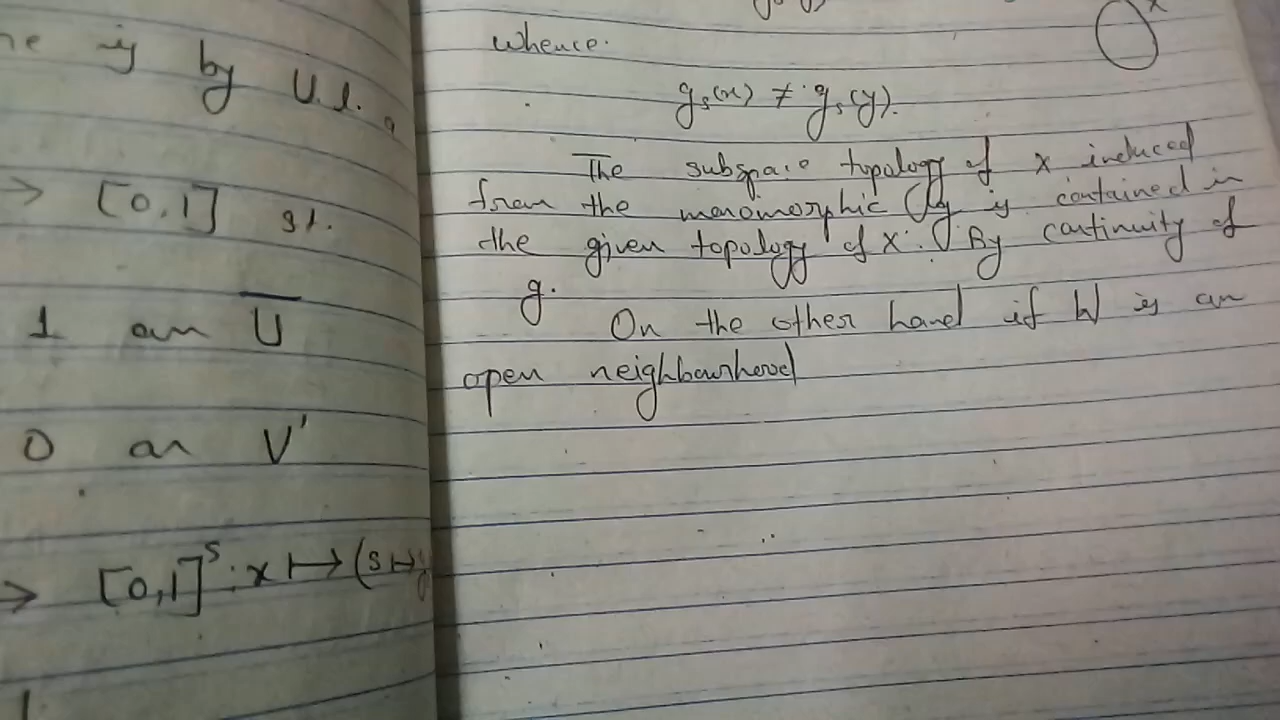 is by U.l.
→ [0,1] st.
1 on U̅
0 on V'
→ [0,1]^S : x ↦ (s ↦ g
x
whence.
g_s(x) ≠ g_s(y).
The subspace topology of X induced
from the monomorphic g is contained in
the given topology of X. By continuity of
g.
On the other hand if W is an
open neighbourhood